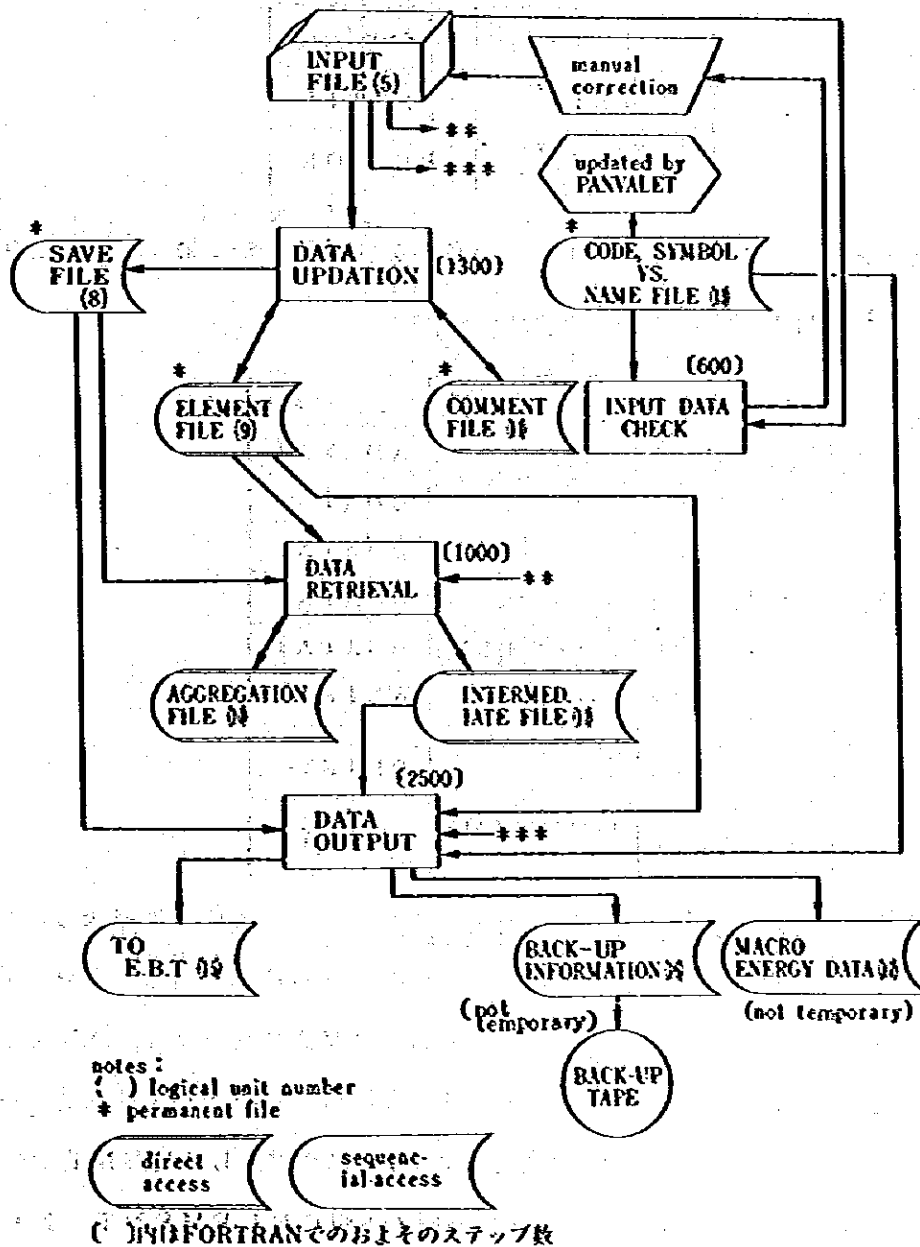 INPUT
FILE (5)
manual
correction
**
***
updated by
PANVALET
*
SAVE
FILE
(8)
DATA
UPDATION
(1300)
*
CODE, SYMBOL
VS.
NAME FILE
(600)
*
ELEMENT
FILE (9)
*
COMMENT
FILE
INPUT DATA
CHECK
(1000)
DATA
RETRIEVAL
**
AGGREGATION
FILE
INTERMED.
IATE FILE
(2500)
DATA
OUTPUT
***
TO
E.B.T
BACK-UP
INFORMATION
MACRO
ENERGY DATA
(not
temporary)
(not temporary)
BACK-UP
TAPE
notes :
( ) logical unit number
* permanent file
direct
access
sequenc-
ial-access
( )内はFORTRANでのおよそのステップ数